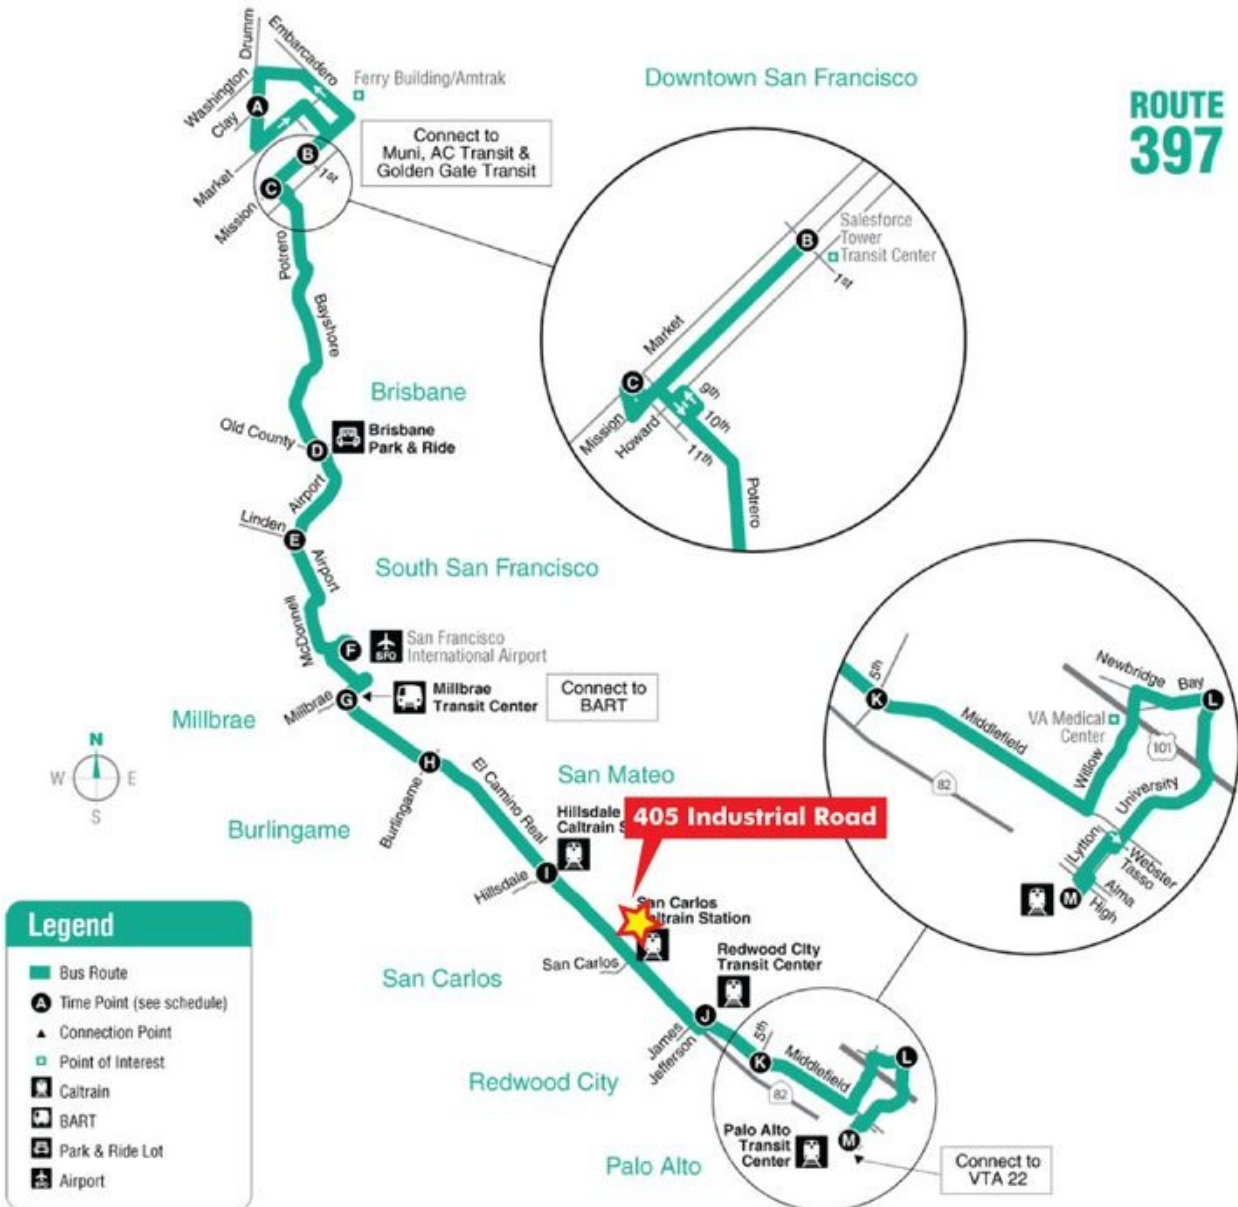 ROUTE
397
Downtown San Francisco
Drumm
Embarcadero
Washington
Clay
Ferry Building/Amtrak
A
Connect to
Muni, AC Transit &
Golden Gate Transit
B
1st
Market
C
Mission
Potrero
Bayshore
B
Salesforce
Tower
Transit Center
1st
Market
C
9th
10th
11th
Mission
Howard
Potrero
Brisbane
Old County
D
Brisbane
Park & Ride
Airport
Linden
E
Airport
South San Francisco
McDonnell
F
SFO
San Francisco
International Airport
Millbrae
G
Millbrae
Transit Center
Connect to
BART
Millbrae
N
W E
S
H
Burlingame
El Camino Real
San Mateo
Burlingame
Hillsdale
Caltrain S
405 Industrial Road
I
Hillsdale
San Carlos
Caltrain Station
San Carlos
San Carlos
Redwood City
Transit Center
J
James
Jefferson
5th
K
Middlefield
L
82
Redwood City
Palo Alto
Transit
Center
M
Palo Alto
Connect to
VTA 22
5th
K
Middlefield
Newbridge
Bay
L
VA Medical
Center
101
Willow
University
82
Lytton
Webster
Tasso
Alma
High
M
Legend
Bus Route
A Time Point (see schedule)
Connection Point
Point of Interest
Caltrain
BART
Park & Ride Lot
Airport